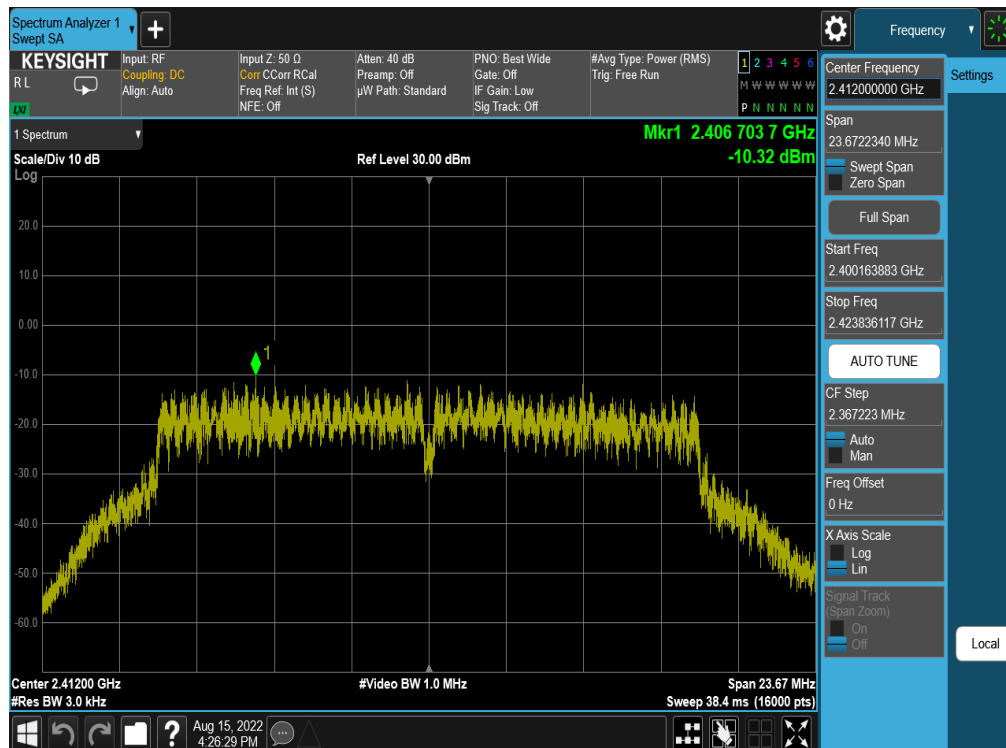 Spectrum Analyzer 1
Swept SA
Frequency
KEYSIGHT
R L
LXI
Input: RF
Coupling: DC
Align: Auto
Input Z: 50 Ω
Corr CCorr RCal
Freq Ref: Int (S)
NFE: Off
Atten: 40 dB
Preamp: Off
µW Path: Standard
PNO: Best Wide
Gate: Off
IF Gain: Low
Sig Track: Off
#Avg Type: Power (RMS)
Trig: Free Run
1 2 3 4 5 6
M W W W W W
P N N N N N
1 Spectrum
Scale/Div 10 dB
Log
Ref Level 30.00 dBm
Mkr1 2.406 703 7 GHz
-10.32 dBm
20.0
10.0
0.00
-10.0
-20.0
-30.0
-40.0
-50.0
-60.0
1
Center 2.41200 GHz
#Res BW 3.0 kHz
#Video BW 1.0 MHz
Span 23.67 MHz
Sweep 38.4 ms (16000 pts)
Center Frequency
2.412000000 GHz
Settings
Span
23.6722340 MHz
Swept Span
Zero Span
Full Span
Start Freq
2.400163883 GHz
Stop Freq
2.423836117 GHz
AUTO TUNE
CF Step
2.367223 MHz
Auto
Man
Freq Offset
0 Hz
X Axis Scale
Log
Lin
Signal Track
(Span Zoom)
On
Off
Local
?
Aug 15, 2022
4:26:29 PM